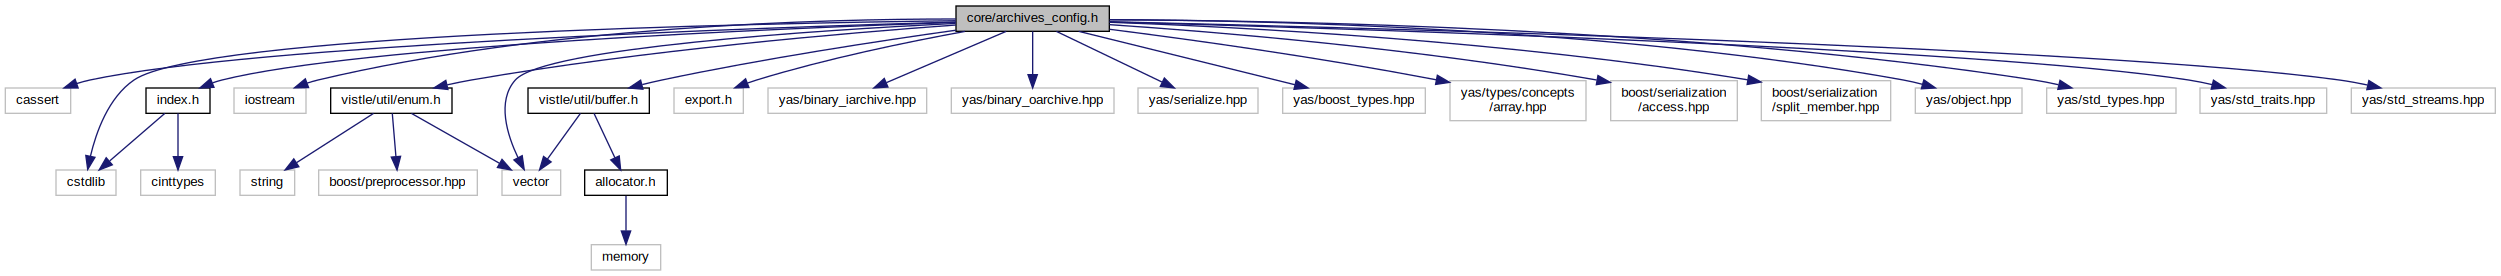 core/archives_config.h
cassert
index.h
iostream
vistle/util/enum.h
vistle/util/buffer.h
export.h
yas/binary_iarchive.hpp
yas/binary_oarchive.hpp
yas/serialize.hpp
yas/boost_types.hpp
yas/types/concepts
/array.hpp
boost/serialization
/access.hpp
boost/serialization
/split_member.hpp
yas/object.hpp
yas/std_types.hpp
yas/std_traits.hpp
yas/std_streams.hpp
cstdlib
cinttypes
string
boost/preprocessor.hpp
vector
allocator.h
memory